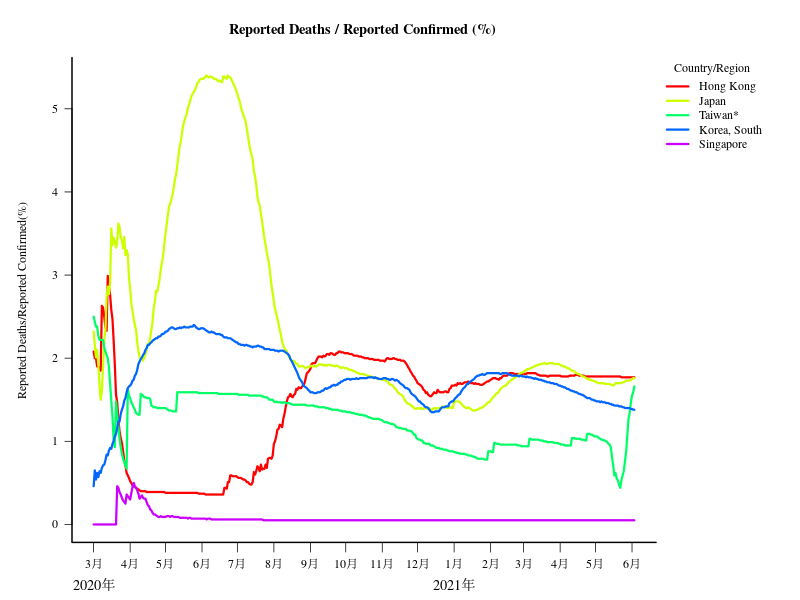 Reported Deaths / Reported Confirmed (%)
Reported Deaths/Reported Confirmed(%)
5
4
3
2
1
0
3月 4月 5月 6月 7月 8月 9月 10月 11月 12月 1月 2月 3月 4月 5月 6月
2020年 2021年
Country/Region
Hong Kong
Japan
Taiwan*
Korea, South
Singapore